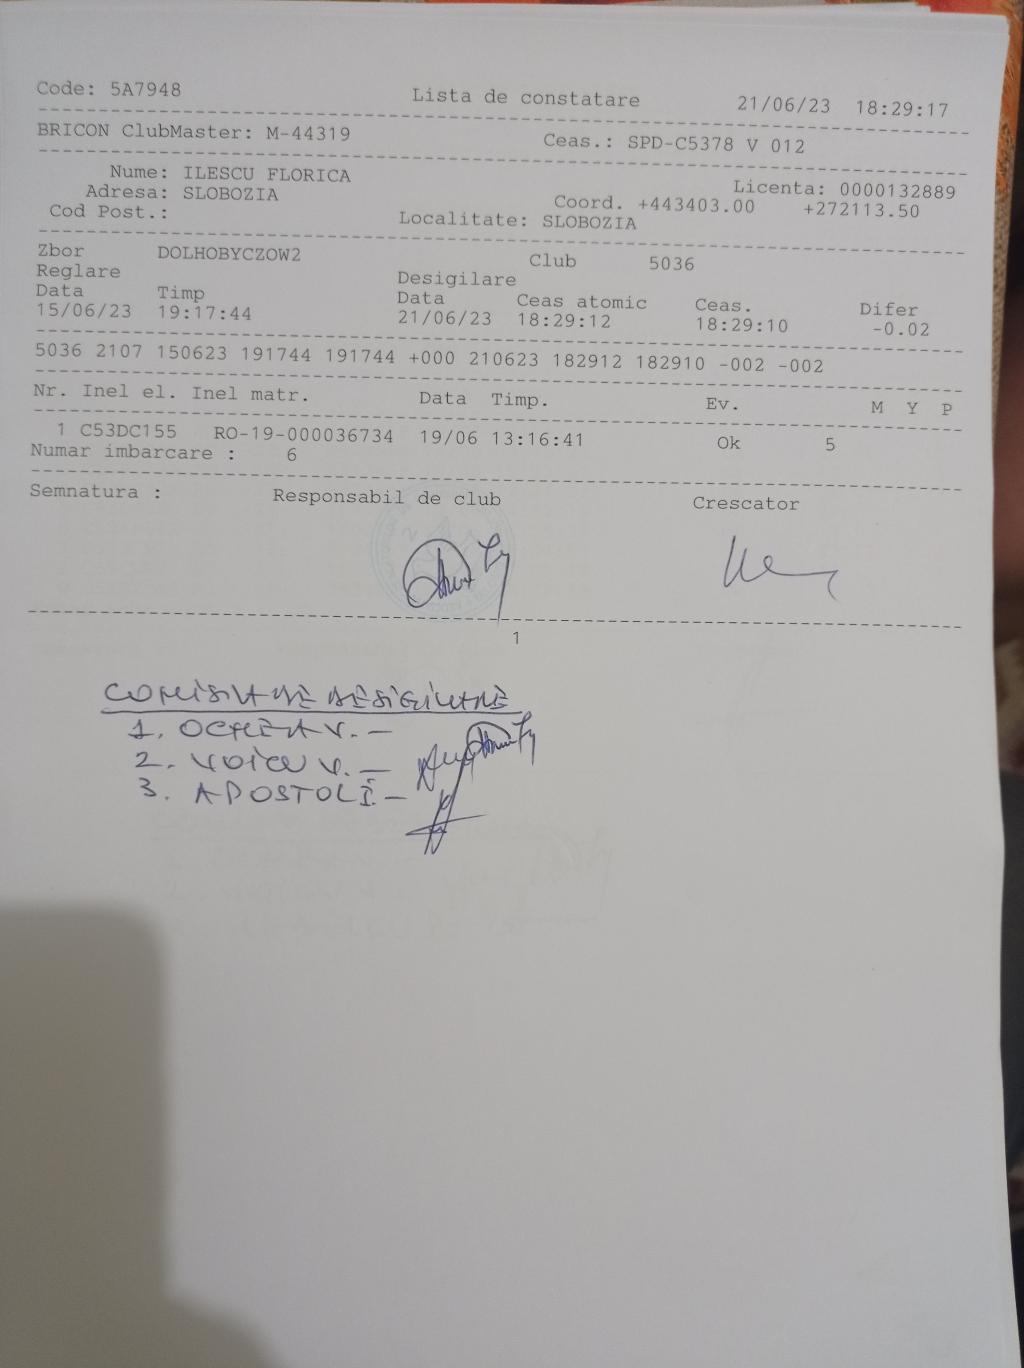 Code: 5A7948 Lista de constatare 21/06/23 18:29:17
BRICON ClubMaster: M-44319 Ceas.: SPD-C5378 V 012
Nume: ILESCU FLORICA Licenta: 0000132889
Adresa: SLOBOZIA Coord. +443403.00 +272113.50
Cod Post.: Localitate: SLOBOZIA
Zbor DOLHOBYCZOW2 Club 5036
Reglare Desigilare
Data Timp Data Ceas atomic Ceas. Difer
15/06/23 19:17:44 21/06/23 18:29:12 18:29:10 -0.02
5036 2107 150623 191744 191744 +000 210623 182912 182910 -002 -002
Nr. Inel el. Inel matr. Data Timp. Ev. M Y P
1 C53DC155 RO-19-000036734 19/06 13:16:41 Ok 5
Numar imbarcare : 6
Semnatura : Responsabil de club Crescator
1
COMISIA DE DESIGILARE
1. OCHEA V. -
2. VOICU V. -
3. APOSTOL I. -